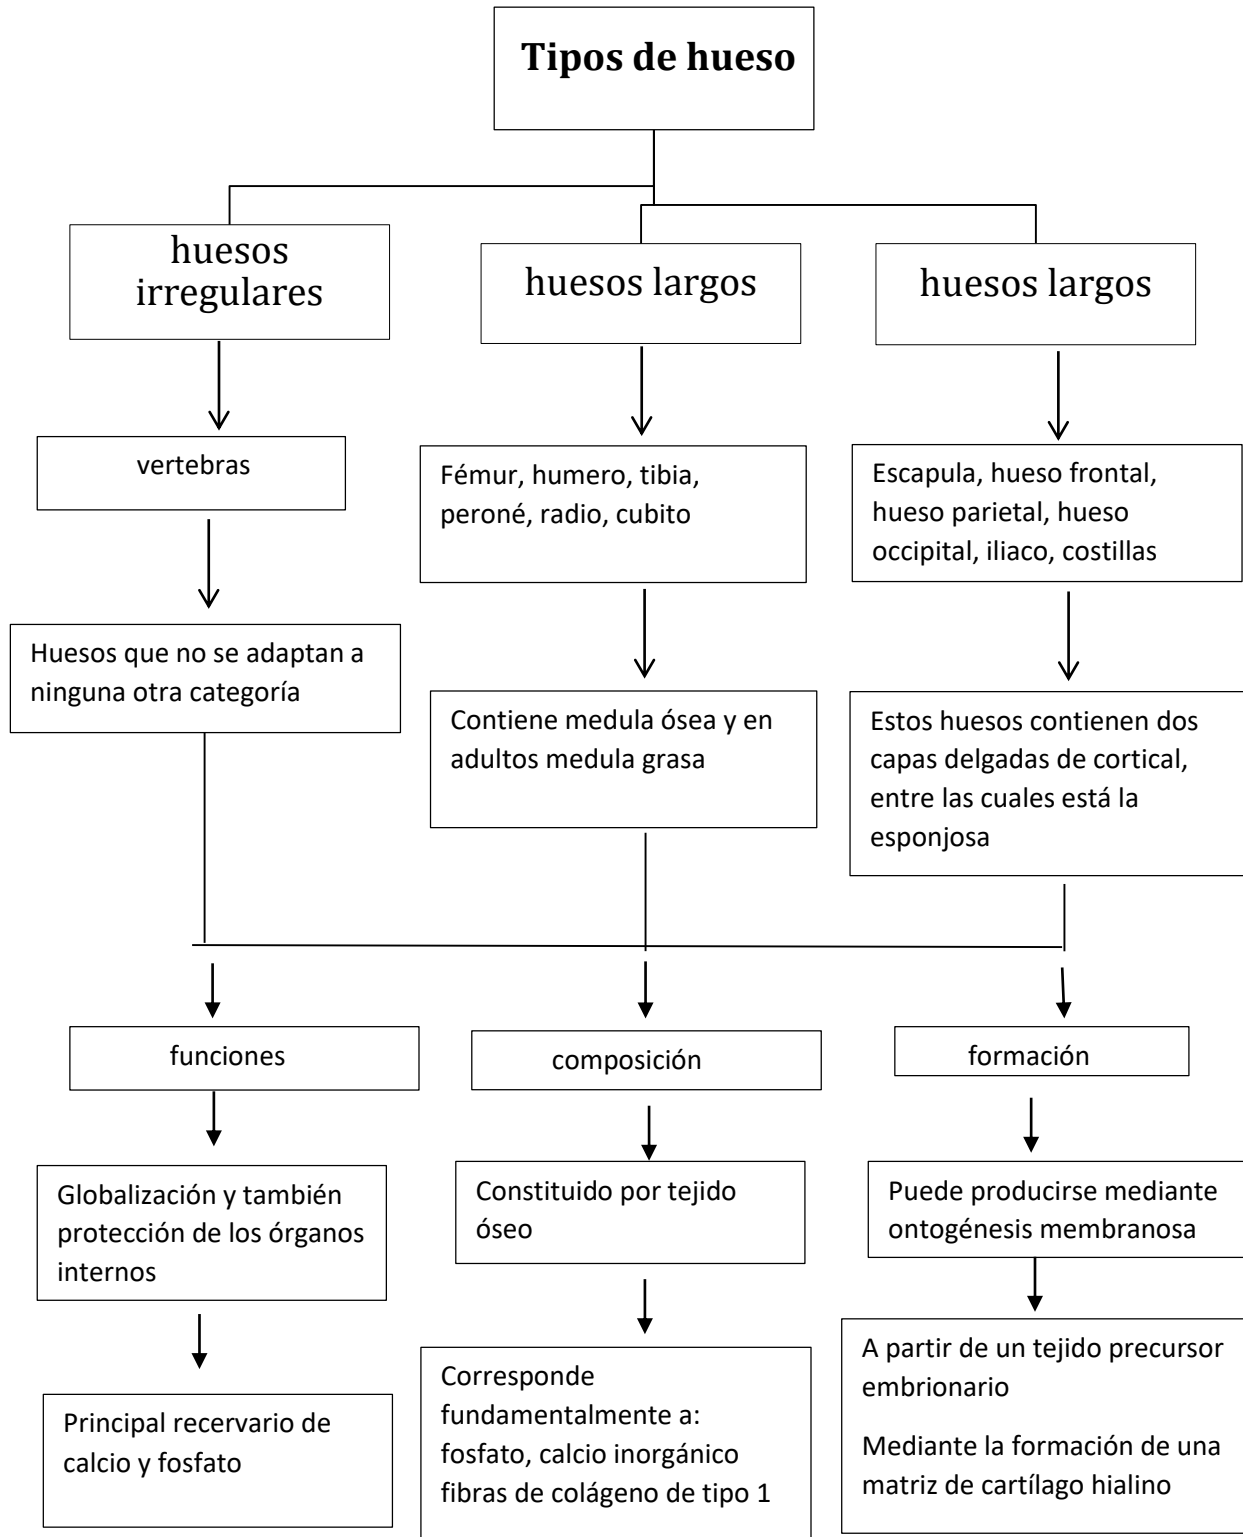 Tipos de hueso
huesos
irregulares
huesos largos
huesos largos
vertebras
Fémur, humero, tibia,
peroné, radio, cubito
Escapula, hueso frontal,
hueso parietal, hueso
occipital, iliaco, costillas
Huesos que no se adaptan a
ninguna otra categoría
Contiene medula ósea y en
adultos medula grasa
Estos huesos contienen dos
capas delgadas de cortical,
entre las cuales está la
esponjosa
funciones
composición
formación
Globalización y también
protección de los órganos
internos
Constituido por tejido
óseo
Puede producirse mediante
ontogénesis membranosa
Principal recervario de
calcio y fosfato
Corresponde
fundamentalmente a:
fosfato, calcio inorgánico
fibras de colágeno de tipo 1
A partir de un tejido precursor
embrionario
Mediante la formación de una
matriz de cartílago hialino